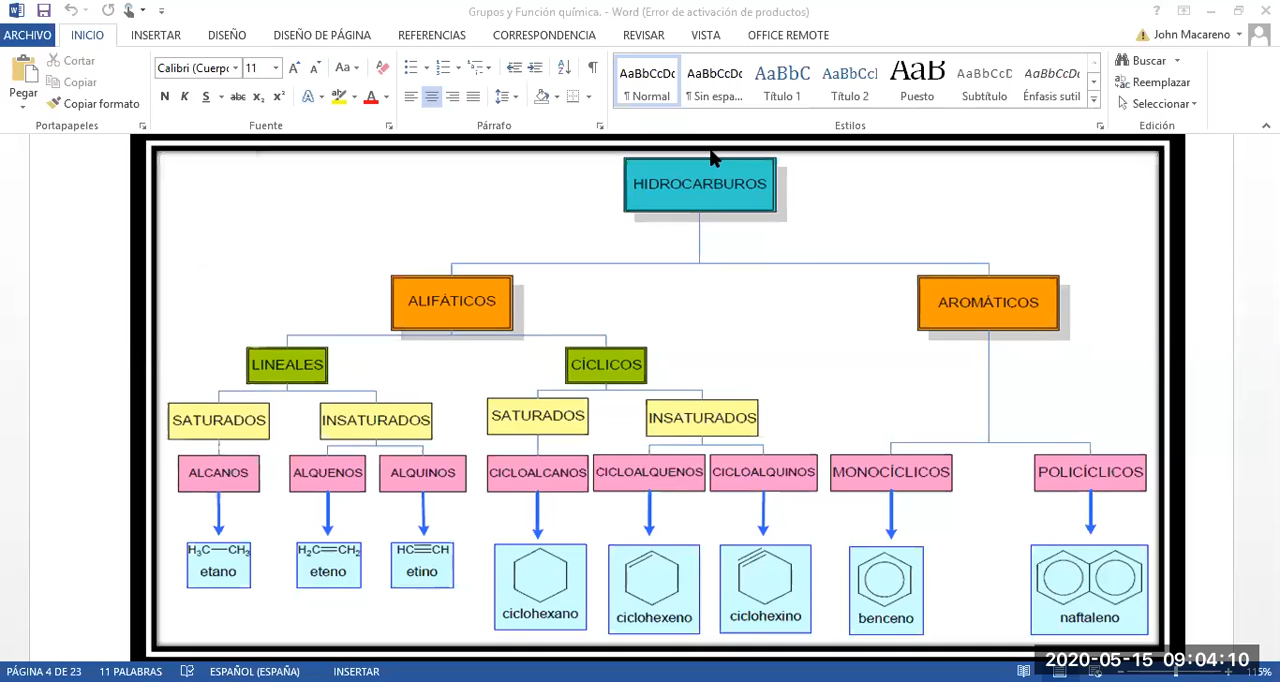 Grupos y Función química. - Word (Error de activación de productos)
ARCHIVO INICIO INSERTAR DISEÑO DISEÑO DE PÁGINA REFERENCIAS CORRESPONDENCIA REVISAR VISTA OFFICE REMOTE John Macareno
Pegar
Cortar
Copiar
Copiar formato
Portapapeles
Calibri (Cuerpo 11
Aa
N K S abc x₂ x²
Fuente
Párrafo
AaBbCcDc AaBbCcDc AaBbC AaBbCcI AaB AaBbCcD AaBbCcDc
¶ Normal ¶ Sin espa... Título 1 Título 2 Puesto Subtítulo Énfasis sutil
Estilos
Buscar
Reemplazar
Seleccionar
Edición
HIDROCARBUROS
ALIFÁTICOS AROMÁTICOS
LINEALES CÍCLICOS
SATURADOS INSATURADOS SATURADOS INSATURADOS
ALCANOS ALQUENOS ALQUINOS CICLOALCANOS CICLOALQUENOS CICLOALQUINOS MONOCÍCLICOS POLICÍCLICOS
H₃C—CH₃ H₂C=CH₂ HC≡CH
etano eteno etino
ciclohexano ciclohexeno ciclohexino benceno naftaleno
2020-05-15 09:04:10
PÁGINA 4 DE 23 11 PALABRAS ESPAÑOL (ESPAÑA) INSERTAR 115%